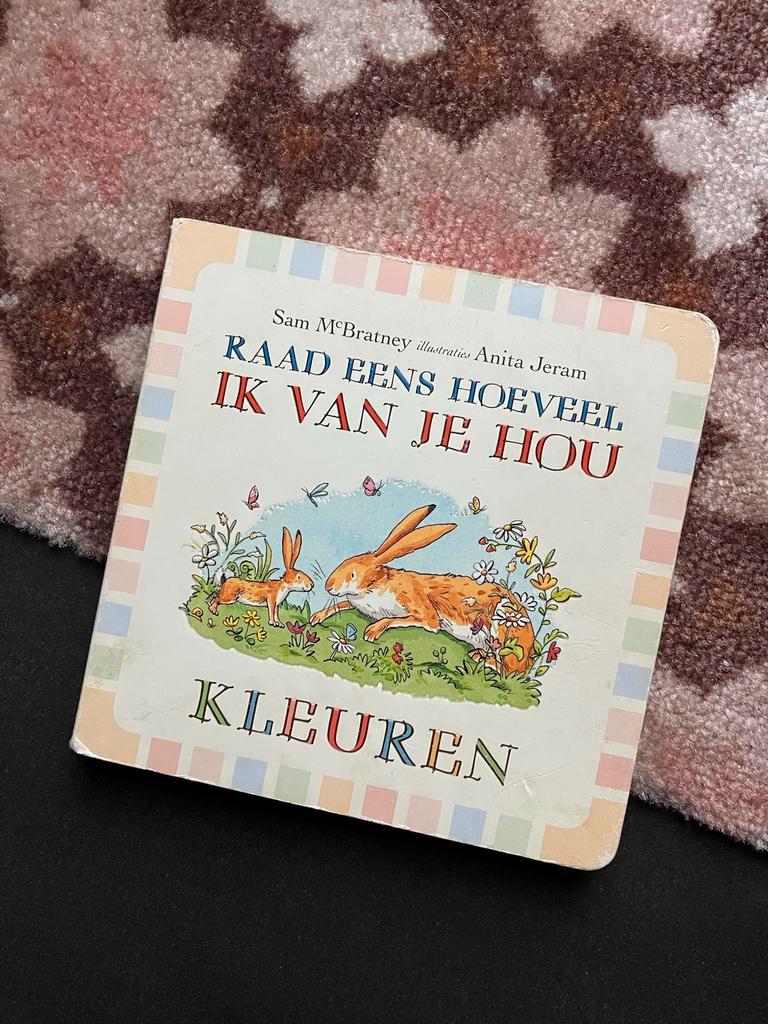 Sam McBratney illustraties Anita Jeram
RAAD EENS HOEVEEL
IK VAN JE HOU
KLEUREN